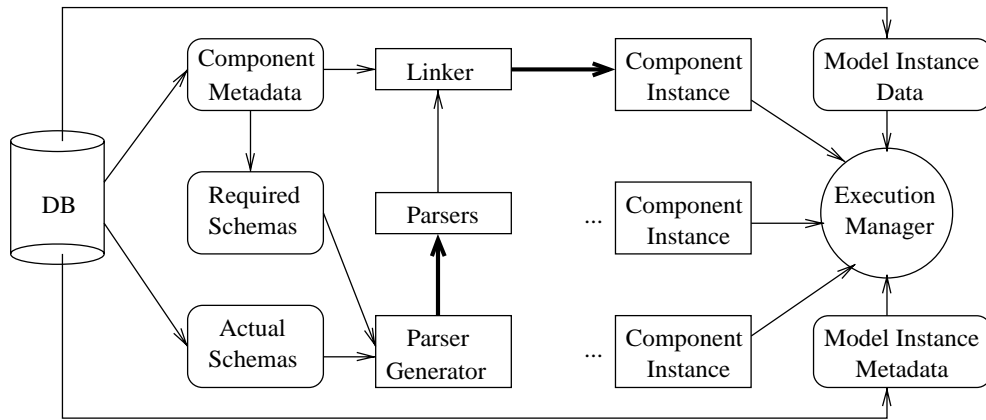 Component
Metadata
Linker
Component
Instance
Model Instance
Data
DB
Required
Schemas
Parsers
...
Component
Instance
Execution
Manager
Actual
Schemas
Parser
Generator
...
Component
Instance
Model Instance
Metadata